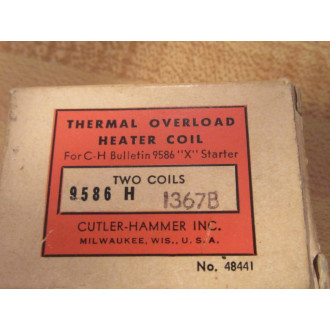 THERMAL OVERLOAD
HEATER COIL
For C-H Bulletin 9586 "X" Starter
TWO COILS
9586 H 1367B
CUTLER-HAMMER INC.
MILWAUKEE, WIS., U.S.A.
No. 48441